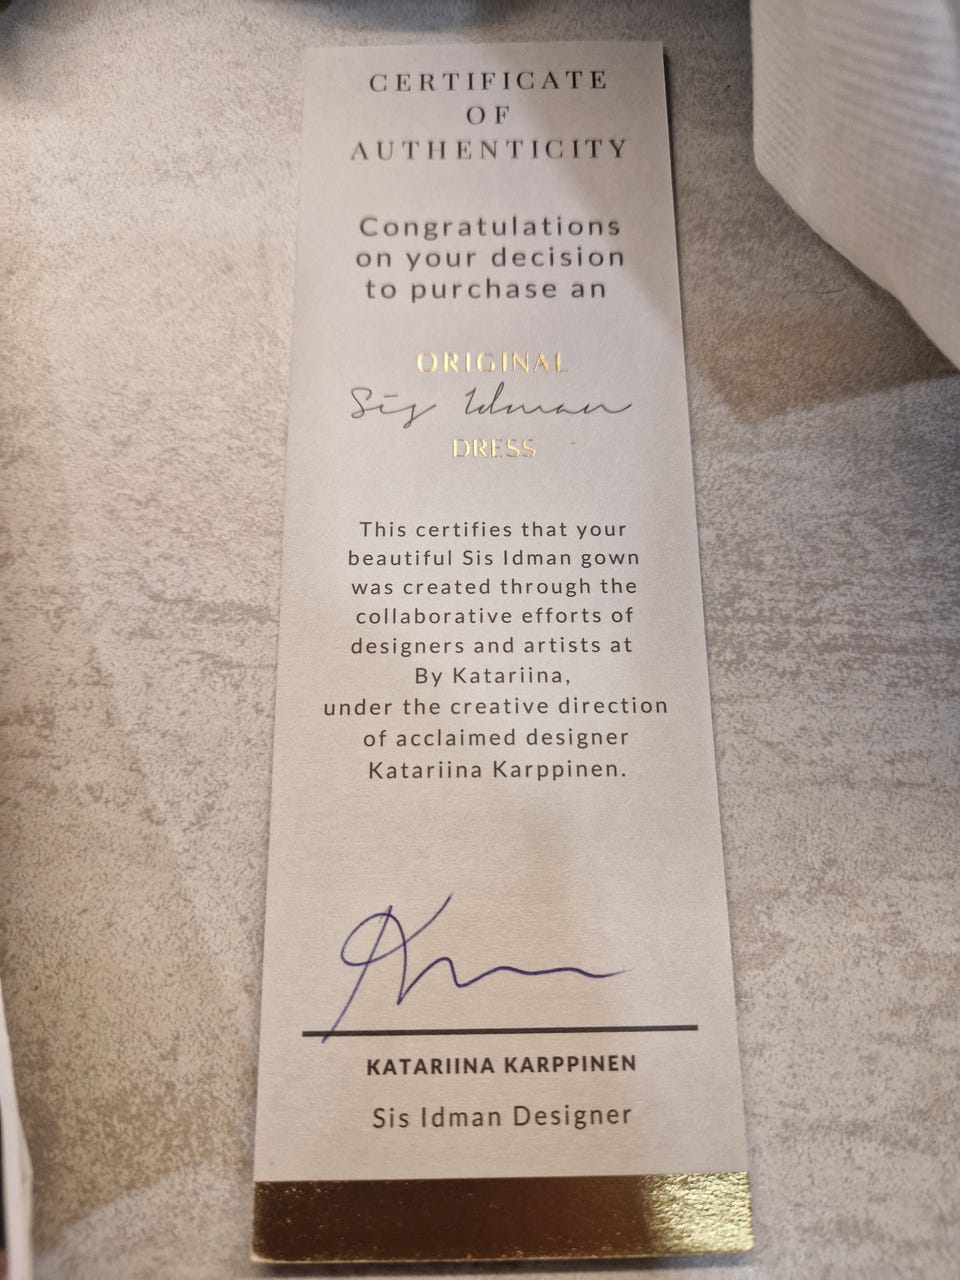 CERTIFICATE
OF
AUTHENTICITY
Congratulations
on your decision
to purchase an
ORIGINAL
Sis Idman
DRESS
This certifies that your
beautiful Sis Idman gown
was created through the
collaborative efforts of
designers and artists at
By Katariina,
under the creative direction
of acclaimed designer
Katariina Karppinen.
KATARIINA KARPPINEN
Sis Idman Designer